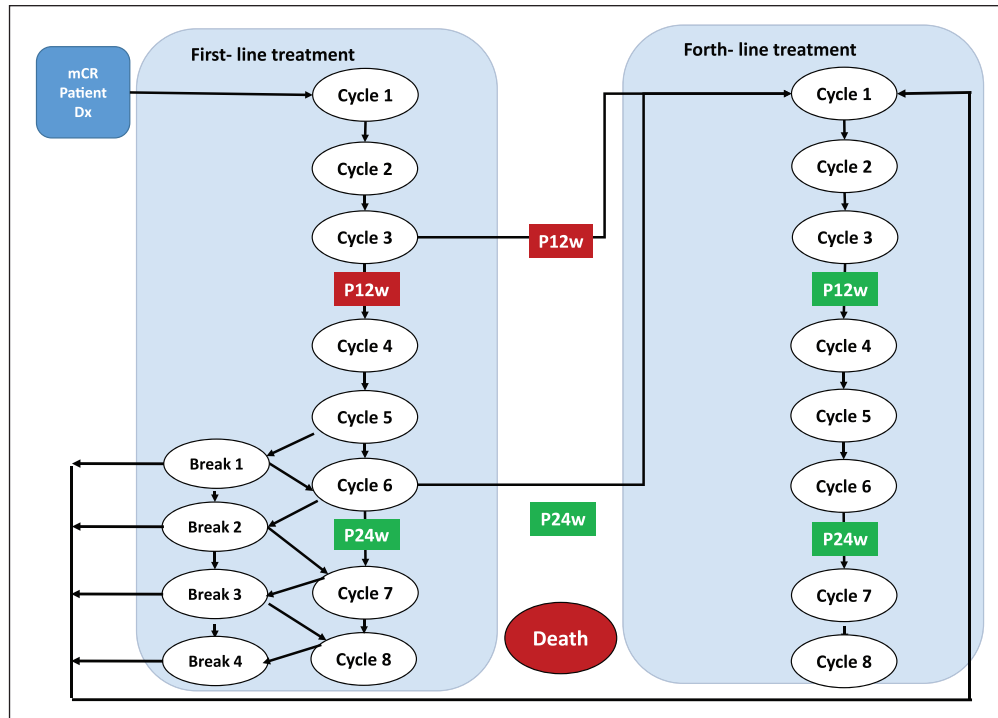 mCR
Patient
Dx
First- line treatment
Cycle 1
Cycle 2
Cycle 3
P12w
Cycle 4
Cycle 5
Cycle 6
P24w
Cycle 7
Cycle 8
Break 1
Break 2
Break 3
Break 4
P12w
P24w
Death
Forth- line treatment
Cycle 1
Cycle 2
Cycle 3
P12w
Cycle 4
Cycle 5
Cycle 6
P24w
Cycle 7
Cycle 8